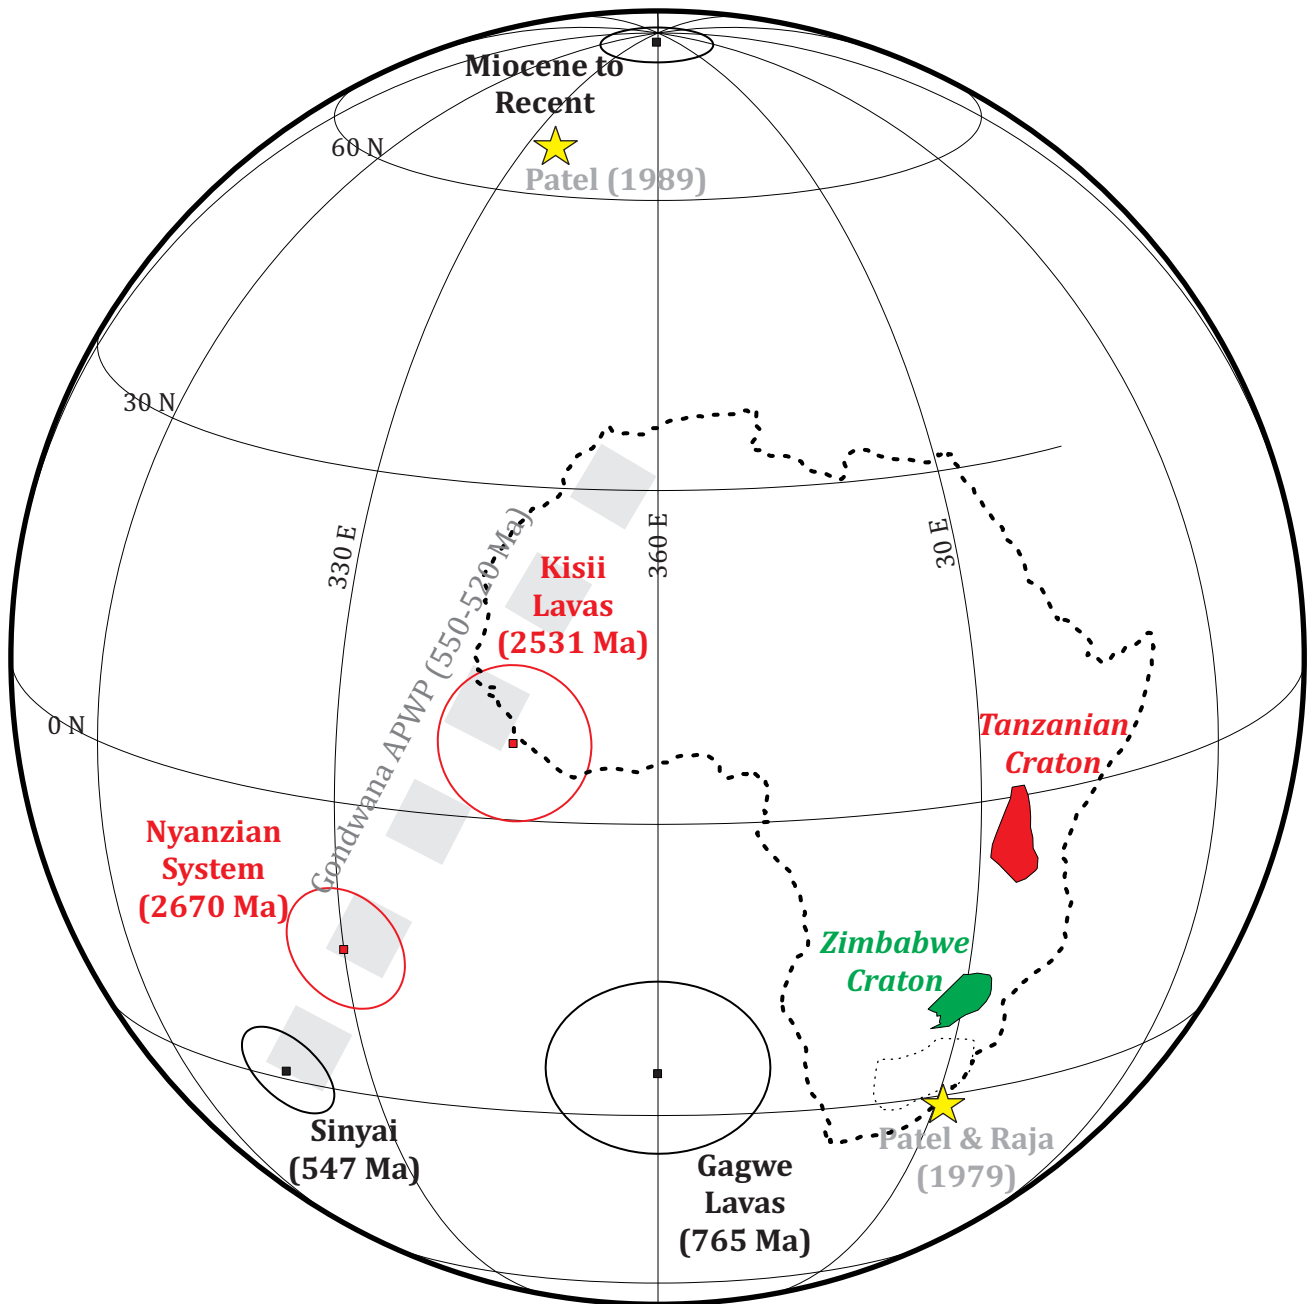 Miocene to
Recent
60 N
Patel (1989)
30 N
330 E
360 E
30 E
Gondwana APWP (550-520 Ma)
Kisii
Lavas
(2531 Ma)
0 N
Tanzanian
Craton
Nyanzian
System
(2670 Ma)
Zimbabwe
Craton
Sinyai
(547 Ma)
Gagwe
Lavas
(765 Ma)
Patel & Raja
(1979)